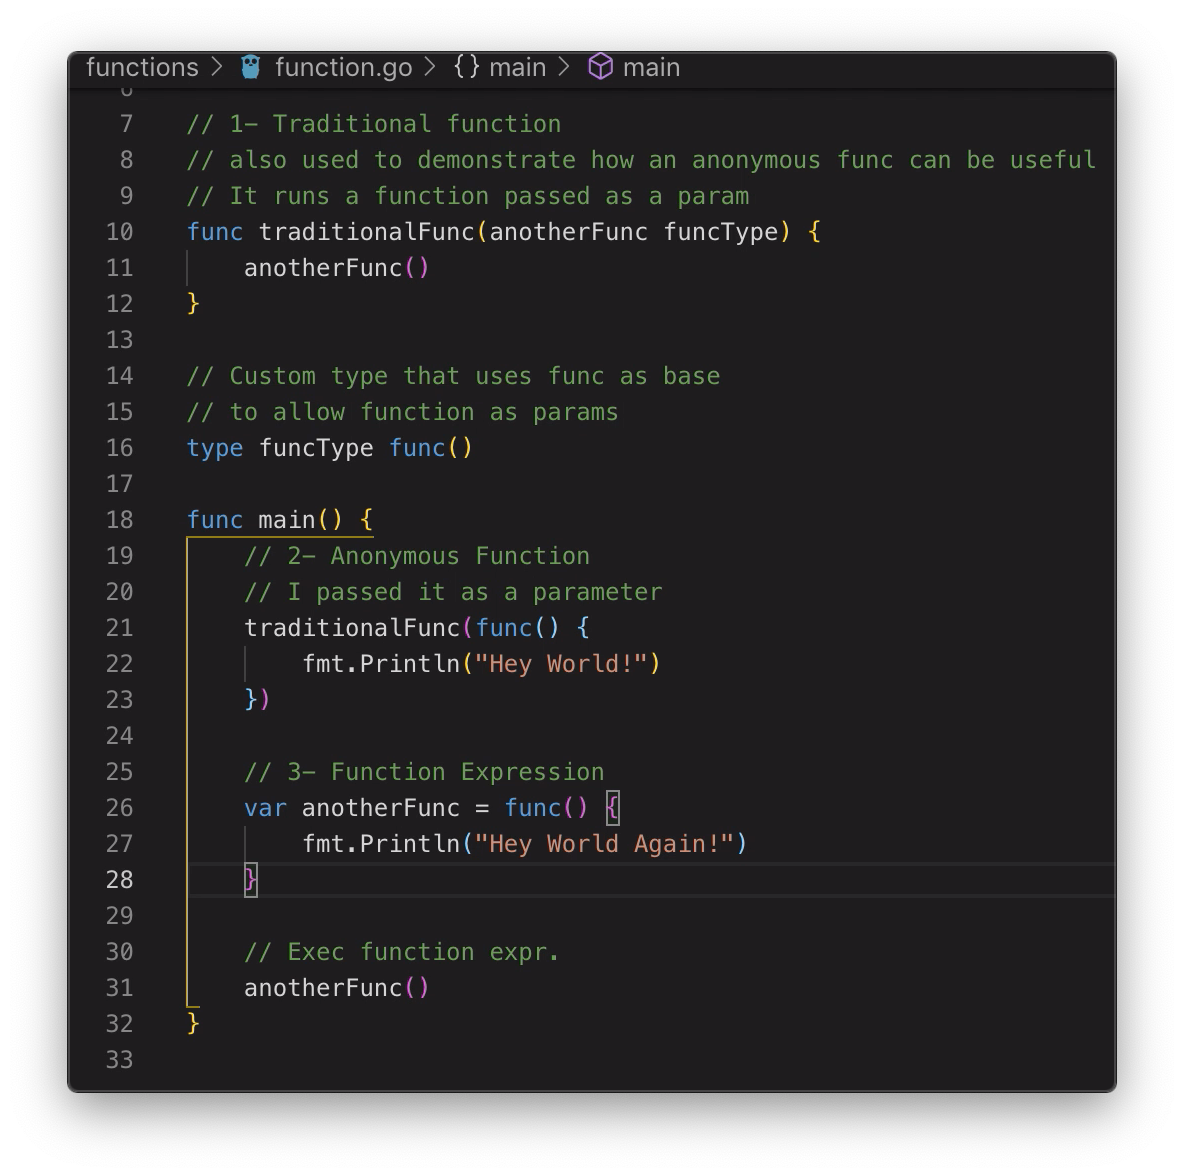 functions > function.go > {} main > main
6
7 // 1- Traditional function
8 // also used to demonstrate how an anonymous func can be useful
9 // It runs a function passed as a param
10 func traditionalFunc(anotherFunc funcType) {
11     anotherFunc()
12 }
13
14 // Custom type that uses func as base
15 // to allow function as params
16 type funcType func()
17
18 func main() {
19     // 2- Anonymous Function
20     // I passed it as a parameter
21     traditionalFunc(func() {
22         fmt.Println("Hey World!")
23     })
24
25     // 3- Function Expression
26     var anotherFunc = func() {
27         fmt.Println("Hey World Again!")
28     }
29
30     // Exec function expr.
31     anotherFunc()
32 }
33